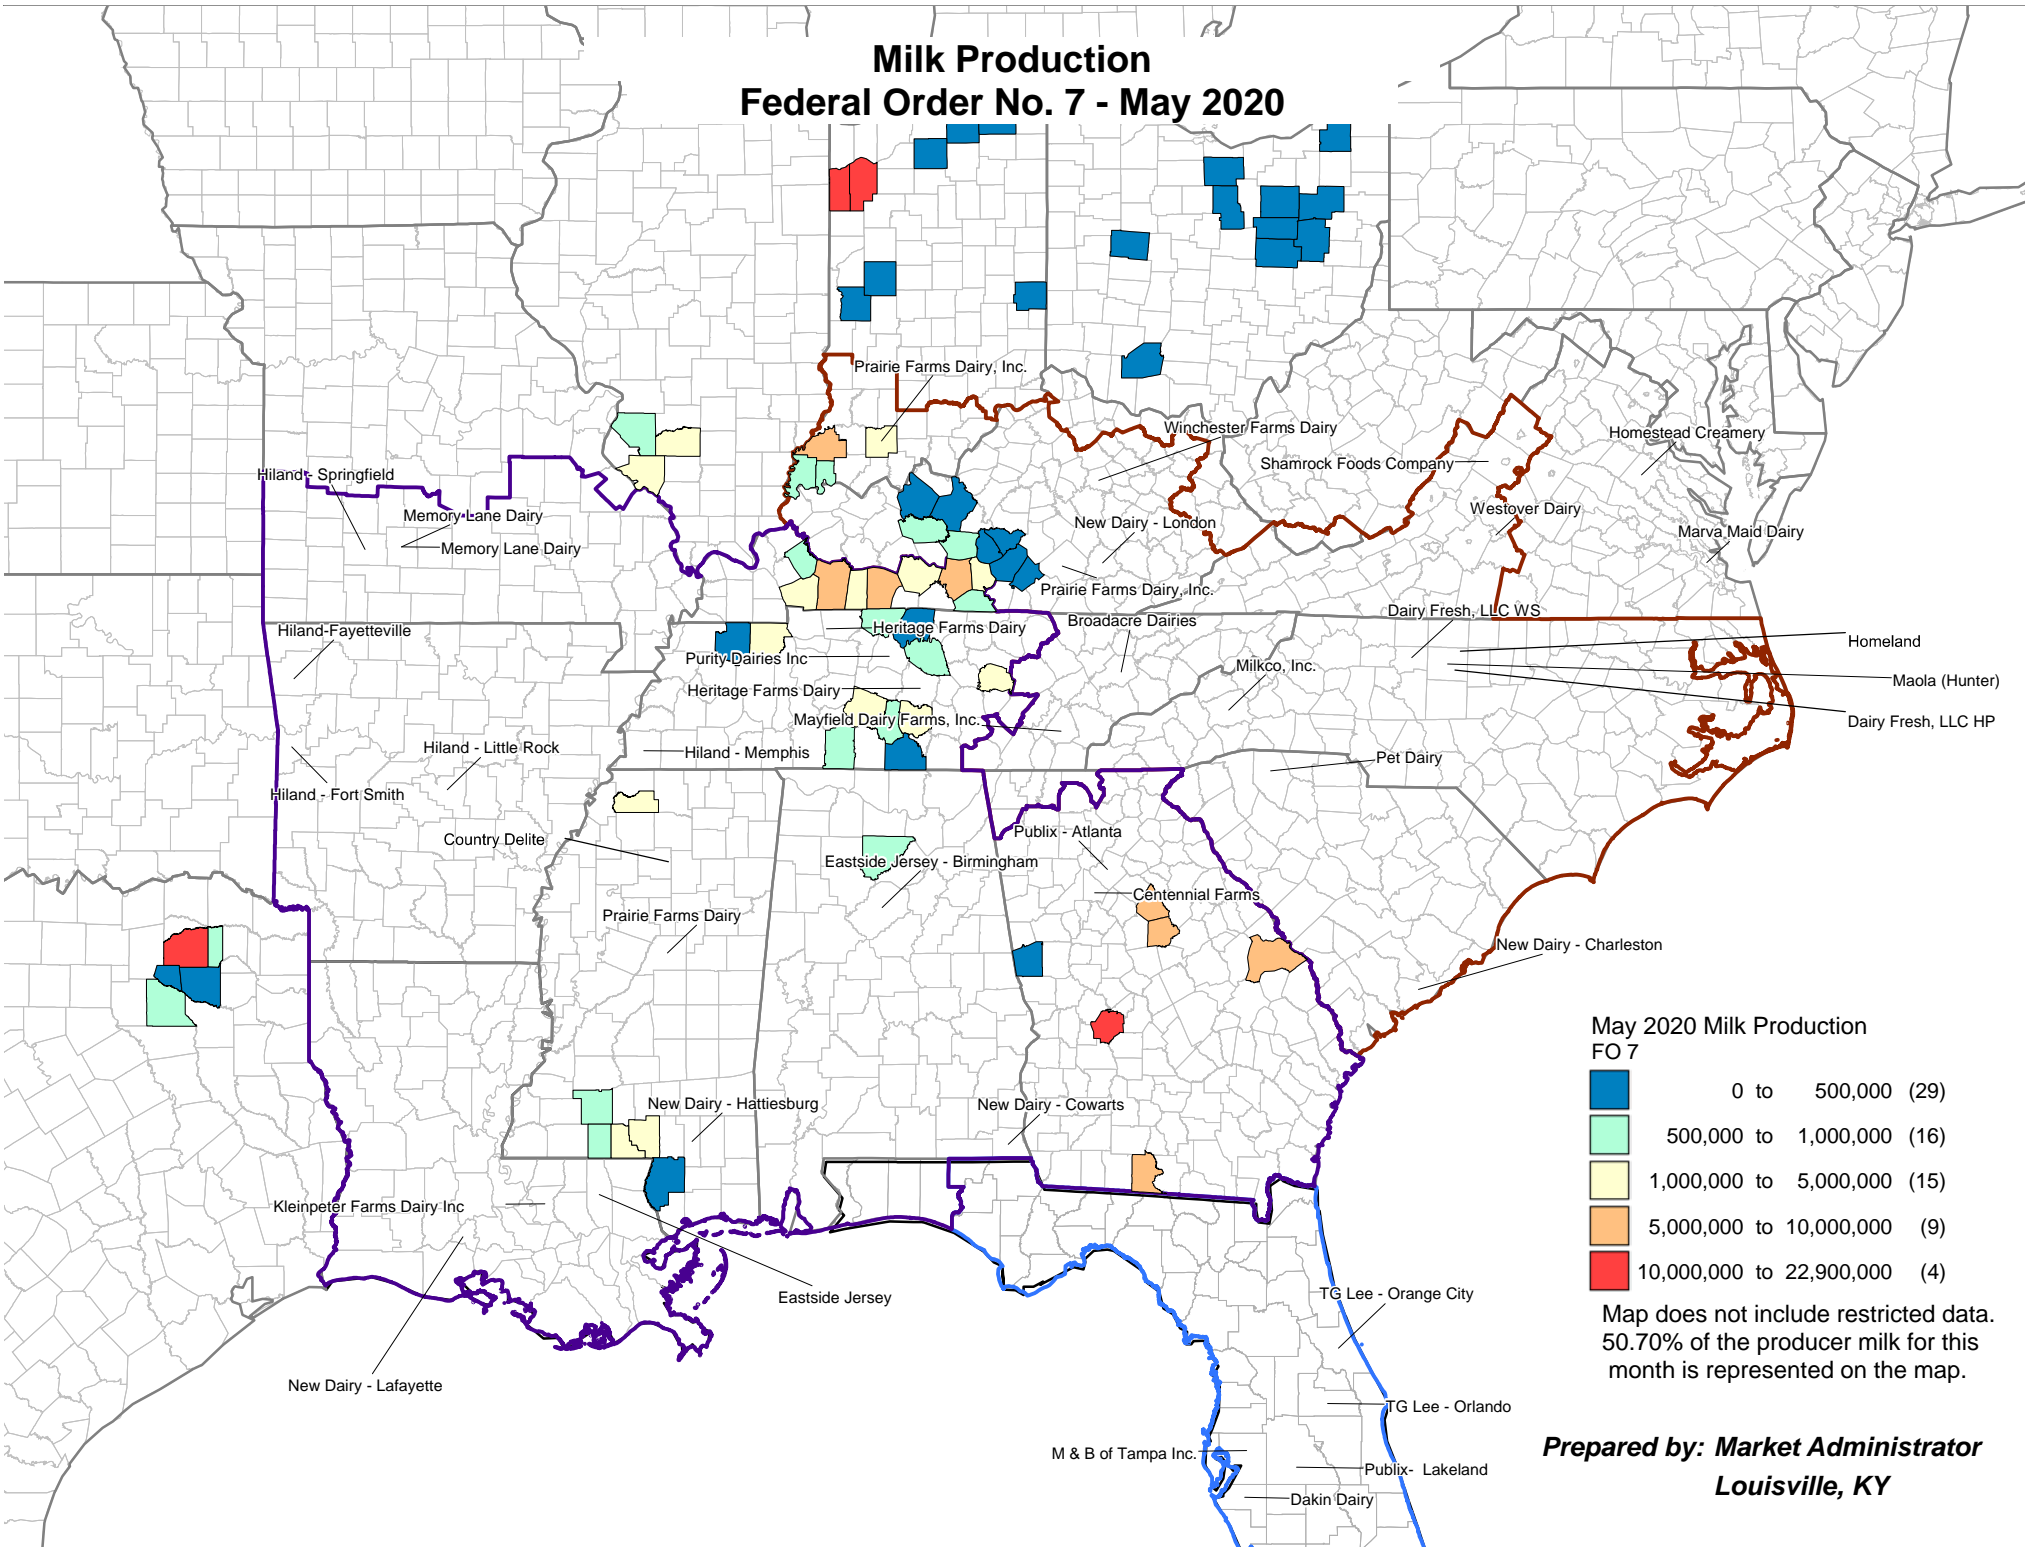 Milk Production
Federal Order No. 7 - May 2020
Prairie Farms Dairy, Inc.
Winchester Farms Dairy
Homestead Creamery
Shamrock Foods Company
Hiland - Springfield
Memory Lane Dairy
Westover Dairy
New Dairy - London
Marva Maid Dairy
Memory Lane Dairy
Prairie Farms Dairy, Inc.
Dairy Fresh, LLC WS
Hiland-Fayetteville
Heritage Farms Dairy
Broadacre Dairies
Homeland
Purity Dairies Inc
Milkco, Inc.
Maola (Hunter)
Heritage Farms Dairy
Mayfield Dairy Farms, Inc.
Dairy Fresh, LLC HP
Hiland - Little Rock
Hiland - Memphis
Pet Dairy
Hiland - Fort Smith
Publix - Atlanta
Country Delite
Eastside Jersey - Birmingham
Centennial Farms
Prairie Farms Dairy
New Dairy - Charleston
New Dairy - Hattiesburg
New Dairy - Cowarts
Kleinpeter Farms Dairy Inc
Eastside Jersey
New Dairy - Lafayette
TG Lee - Orange City
TG Lee - Orlando
M & B of Tampa Inc.
Publix- Lakeland
Dakin Dairy
May 2020 Milk Production
FO 7
0 to 500,000 (29)
500,000 to 1,000,000 (16)
1,000,000 to 5,000,000 (15)
5,000,000 to 10,000,000 (9)
10,000,000 to 22,900,000 (4)
Map does not include restricted data.
50.70% of the producer milk for this
month is represented on the map.
Prepared by: Market Administrator
Louisville, KY